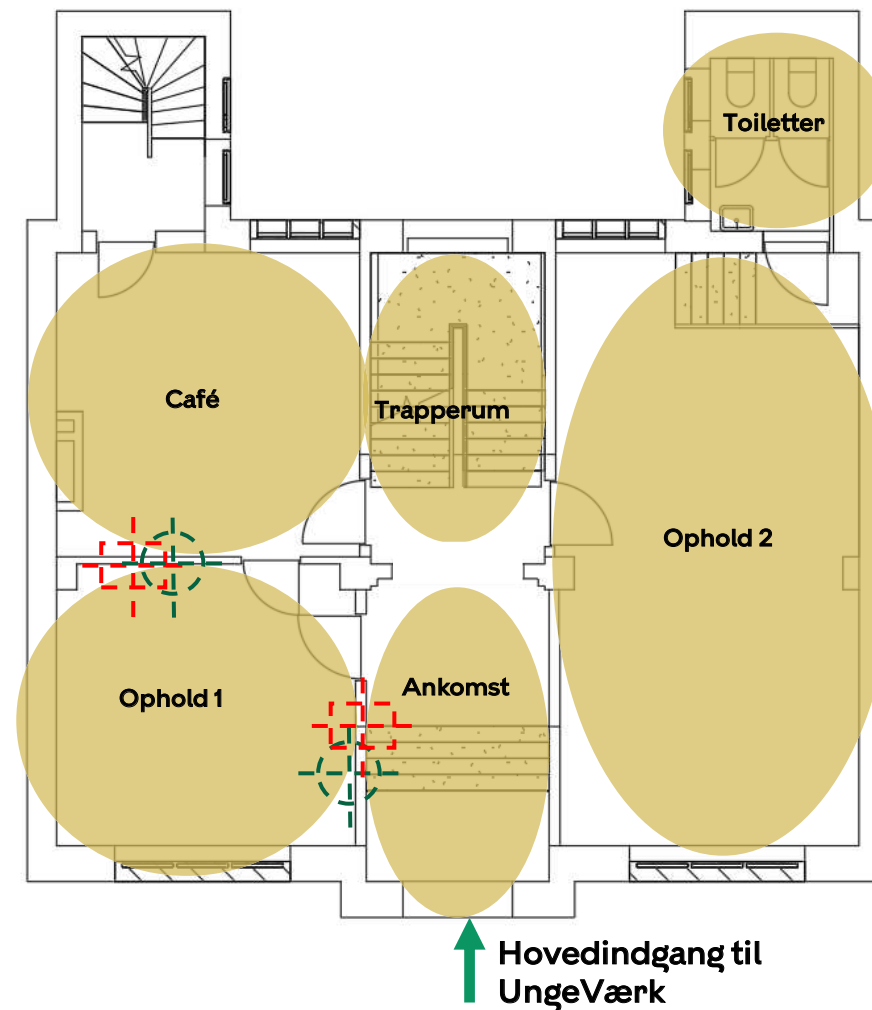 Toiletter
Café
Trapperum
Ophold 2
Ankomst
Ophold 1
Hovedindgang til
UngeVærk